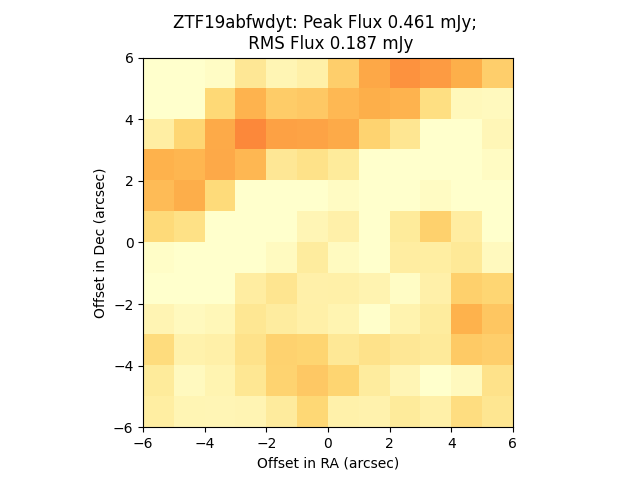 ZTF19abfwdyt: Peak Flux 0.461 mJy;
RMS Flux 0.187 mJy
6
4
2
0
−2
−4
−6
Offset in Dec (arcsec)
−6 −4 −2 0 2 4 6
Offset in RA (arcsec)